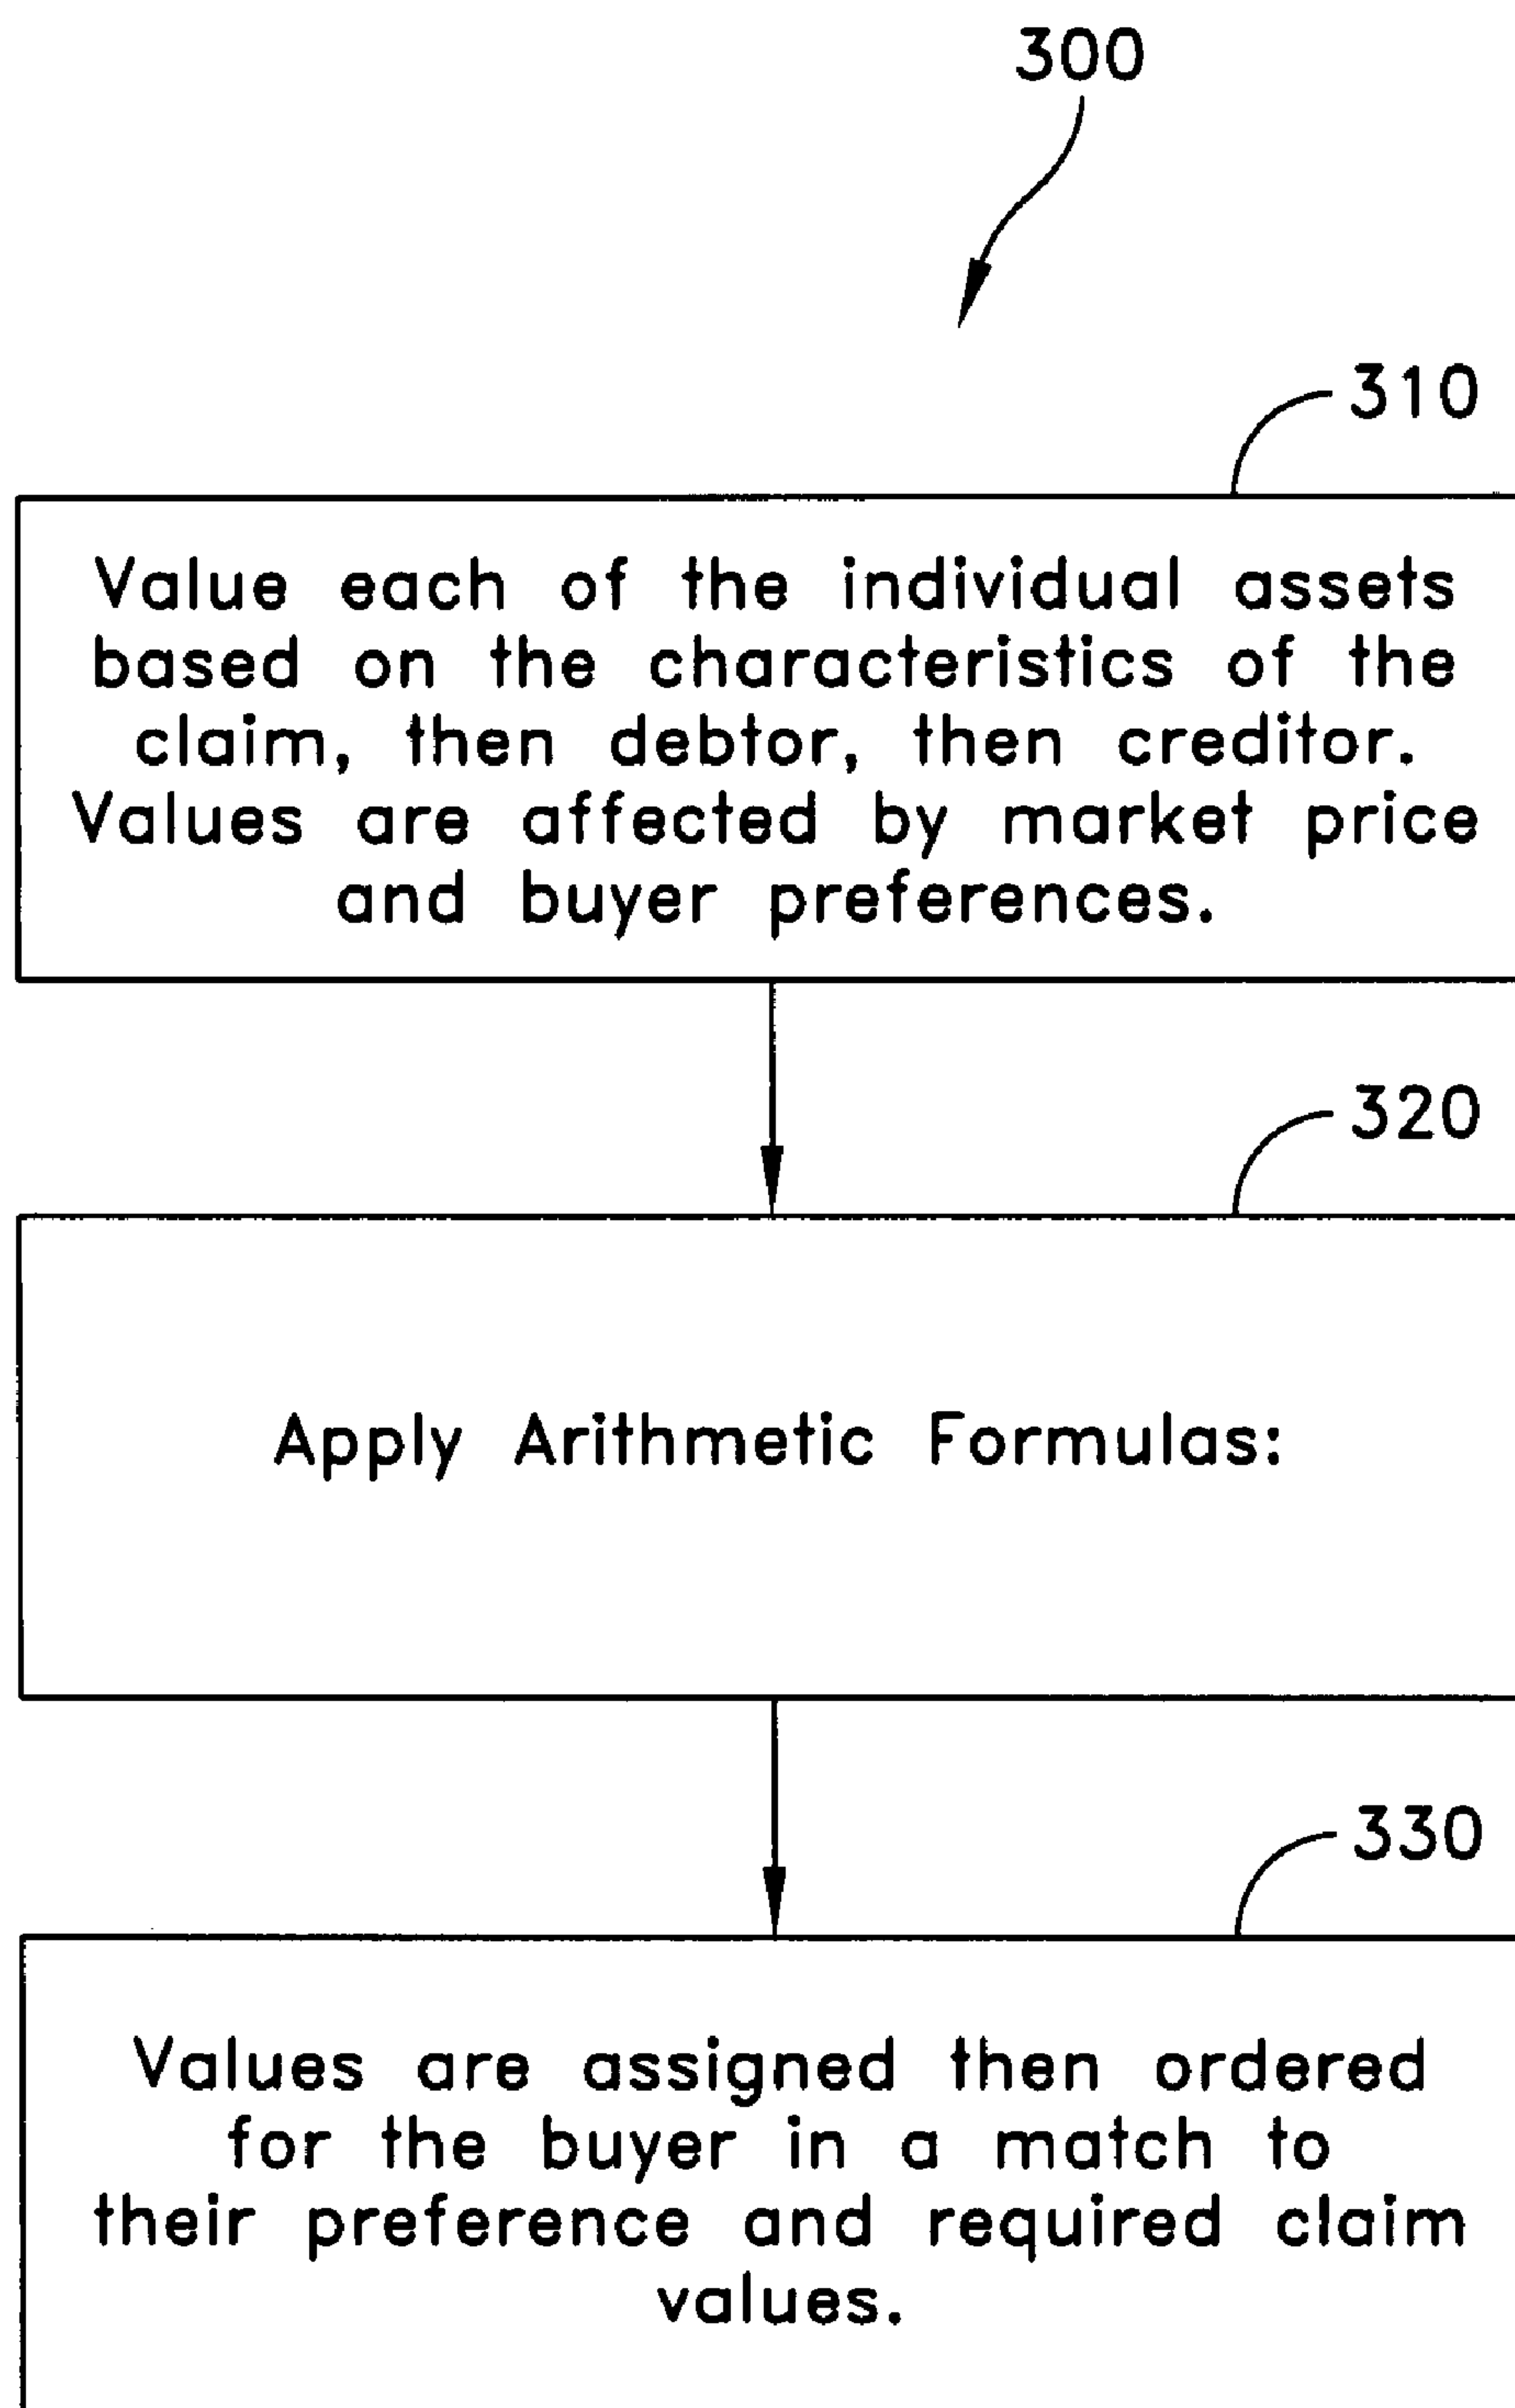 300
310
Value each of the individual assets
based on the characteristics of the
claim, then debtor, then creditor.
Values are affected by market price
and buyer preferences.
320
Apply Arithmetic Formulas:
330
Values are assigned then ordered
for the buyer in a match to
their preference and required claim
values.